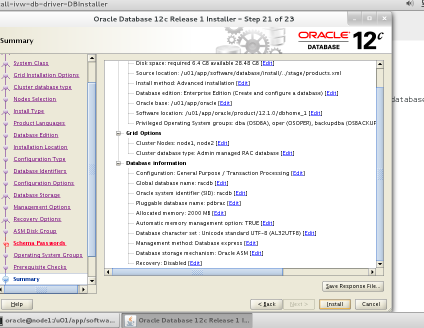 all-ivw-db-driver=DBInstaller
Oracle Database 12c Release 1 Installer - Step 21 of 23
Summary
ORACLE
DATABASE 12c
System Class
Grid Installation Options
Cluster database type
Nodes Selection
Install Type
Product Languages
Database Edition
Installation Location
Configuration Type
Database Identifiers
Configuration Options
Database Storage
Management Options
Recovery Options
ASM Disk Group
Schema Passwords
Operating System Groups
Prerequisite Checks
Summary
Disk space: required 6.4 GB available 28.48 GB [Edit]
Source location: /u01/app/software/database/install/../stage/products.xml
Install method: Advanced installation [Edit]
Database edition: Enterprise Edition (Create and configure a database) [Edit]
Oracle base: /u01/app/oracle [Edit]
Software location: /u01/app/oracle/product/12.1.0/dbhome_1 [Edit]
Privileged Operating System groups: dba (OSDBA), oper (OSOPER), backupdba (OSBACKUP
Grid Options
Cluster Nodes: node1, node2 [Edit]
Cluster database type: Admin managed RAC database [Edit]
Database Information
Configuration: General Purpose / Transaction Processing [Edit]
Global database name: racdb [Edit]
Oracle system identifier (SID): racdb [Edit]
Pluggable database name: pdbrac [Edit]
Allocated memory: 2000 MB [Edit]
Automatic memory management option: TRUE [Edit]
Database character set : Unicode standard UTF-8 (AL32UTF8) [Edit]
Management method: Database express [Edit]
Database storage mechanism: Oracle ASM [Edit]
Recovery: Disabled [Edit]
database
Save Response File...
Help
< Back
Next >
Install
Cancel
oracle@node1:/u01/app/softwa...
Oracle Database 12c Release 1 I...